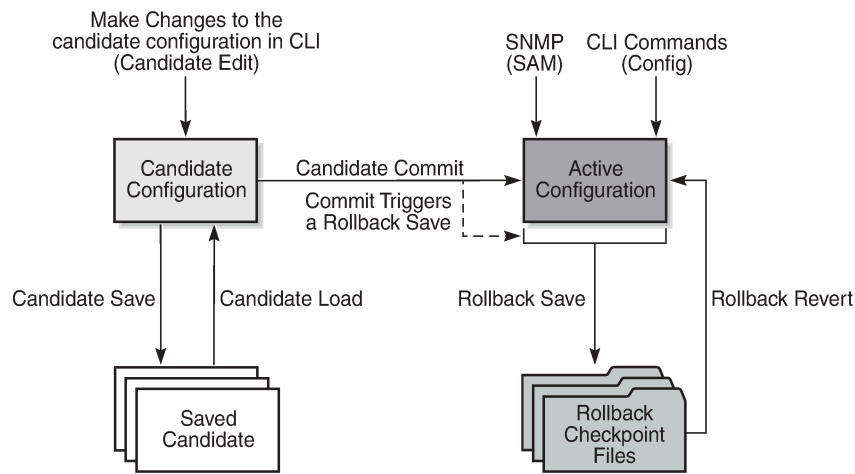 Make Changes to the
candidate configuration in CLI
(Candidate Edit)
SNMP
(SAM)
CLI Commands
(Config)
Candidate
Configuration
Candidate Commit
Commit Triggers
a Rollback Save
Active
Configuration
Candidate Save
Candidate Load
Rollback Save
Rollback Revert
Saved
Candidate
Rollback
Checkpoint
Files